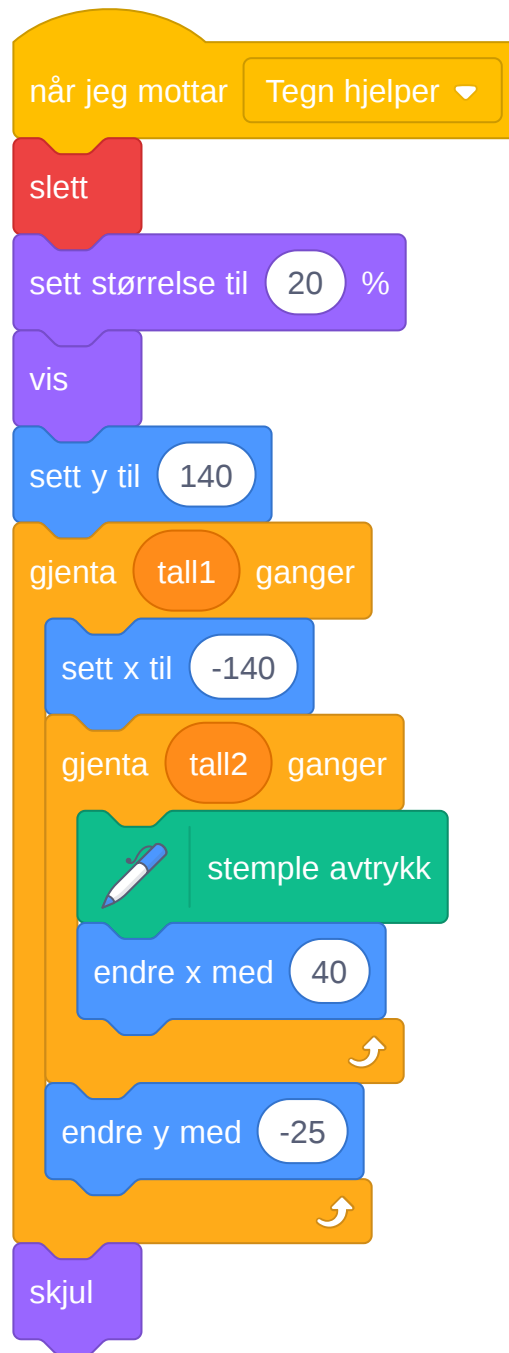 når jeg mottar Tegn hjelper
slett
sett størrelse til 20 %
vis
sett y til 140
gjenta tall1 ganger
sett x til -140
gjenta tall2 ganger
stemple avtrykk
endre x med 40
endre y med -25
skjul